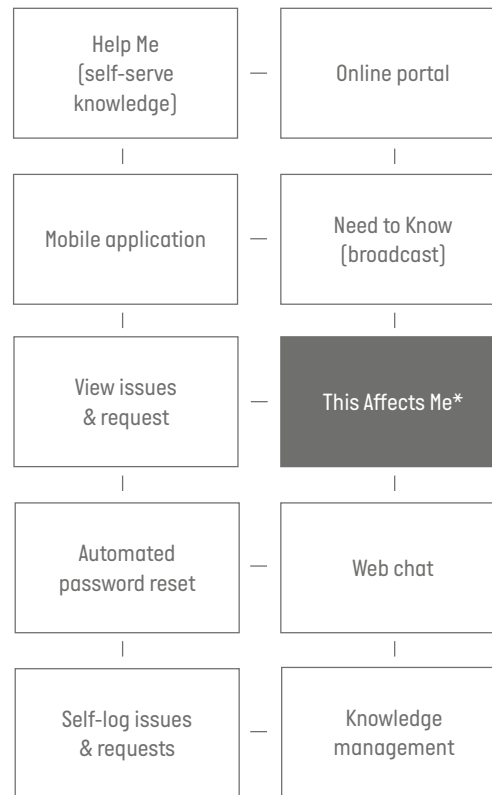 Help Me
(self-serve
knowledge)
Online portal
Mobile application
Need to Know
(broadcast)
View issues
& request
This Affects Me*
Automated
password reset
Web chat
Self-log issues
& requests
Knowledge
management